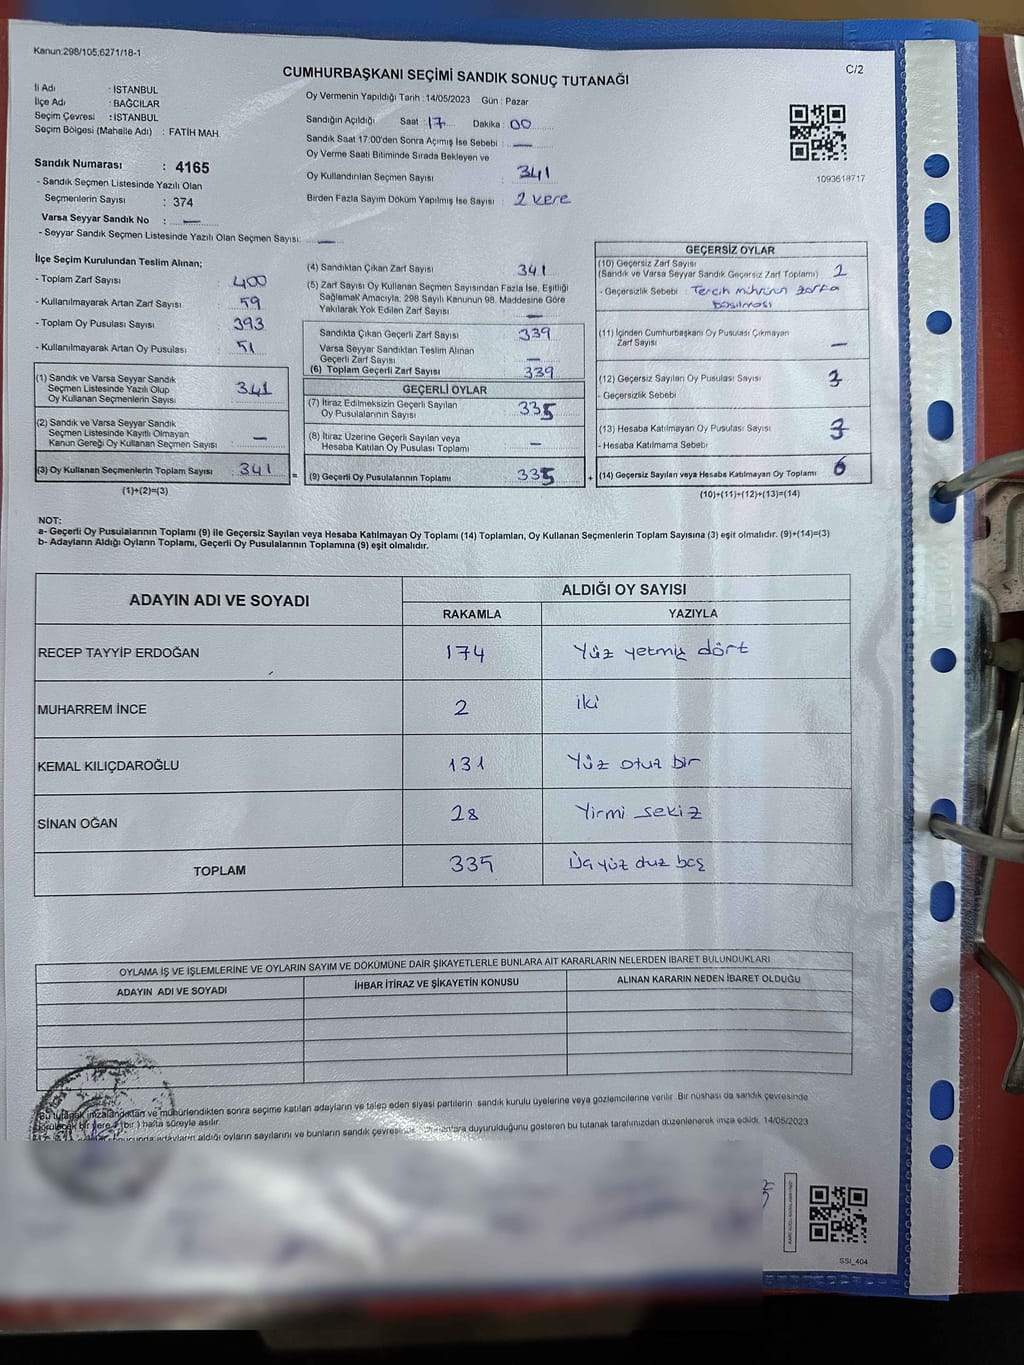 Kanun:298/105,6271/18-1
C/2
CUMHURBAŞKANI SEÇİMİ SANDIK SONUÇ TUTANAĞI
İl Adı : İSTANBUL
İlçe Adı : BAĞCILAR
Seçim Çevresi : İSTANBUL
Seçim Bölgesi (Mahalle Adı) : FATİH MAH.
Sandık Numarası : 4165
- Sandık Seçmen Listesinde Yazılı Olan
Seçmenlerin Sayısı : 374
Varsa Seyyar Sandık No : —
- Seyyar Sandık Seçmen Listesinde Yazılı Olan Seçmen Sayısı: —
Oy Vermenin Yapıldığı Tarih : 14/05/2023 Gün : Pazar
Sandığın Açıldığı Saat : 17 Dakika : 00
Sandık Saat 17:00'den Sonra Açımış İse Sebebi : —
Oy Verme Saati Bitiminde Sırada Bekleyen ve
Oy Kullandırılan Seçmen Sayısı : 341
Birden Fazla Sayım Döküm Yapılmış İse Sayısı : 2 kere
1093618717
İlçe Seçim Kurulundan Teslim Alınan;
- Toplam Zarf Sayısı : 400
- Kullanılmayarak Artan Zarf Sayısı : 59
- Toplam Oy Pusulası Sayısı : 393
- Kullanılmayarak Artan Oy Pusulası : 51
(1) Sandık ve Varsa Seyyar Sandık
Seçmen Listesinde Yazılı Olup
Oy Kullanan Seçmenlerin Sayısı : 341
(2) Sandık ve Varsa Seyyar Sandık
Seçmen Listesinde Kayıtlı Olmayan
Kanun Gereği Oy Kullanan Seçmen Sayısı : —
(3) Oy Kullanan Seçmenlerin Toplam Sayısı : 341 =
(1)+(2)=(3)
(4) Sandıktan Çıkan Zarf Sayısı : 341
(5) Zarf Sayısı Oy Kullanan Seçmen Sayısından Fazla İse, Eşitliği
Sağlamak Amacıyla; 298 Sayılı Kanunun 98. Maddesine Göre
Yakılarak Yok Edilen Zarf Sayısı : —
Sandıkta Çıkan Geçerli Zarf Sayısı : 339
Varsa Seyyar Sandıktan Teslim Alınan
Geçerli Zarf Sayısı : —
(6) Toplam Geçerli Zarf Sayısı : 339
GEÇERLİ OYLAR
(7) İtiraz Edilmeksizin Geçerli Sayılan
Oy Pusulalarının Sayısı : 335
(8) İtiraz Üzerine Geçerli Sayılan veya
Hesaba Katılan Oy Pusulası Toplamı : —
(9) Geçerli Oy Pusulalarının Toplamı : 335 +
GEÇERSİZ OYLAR
(10) Geçersiz Zarf Sayısı
(Sandık ve Varsa Seyyar Sandık Geçersiz Zarf Toplamı) :
- Geçersizlik Sebebi : Tercih mührünün zarfa
basılması
(11) İçinden Cumhurbaşkanı Oy Pusulası Çıkmayan
Zarf Sayısı : —
(12) Geçersiz Sayılan Oy Pusulası Sayısı : 3
- Geçersizlik Sebebi
(13) Hesaba Katılmayan Oy Pusulası Sayısı : 3
- Hesaba Katılmama Sebebi
(14) Geçersiz Sayılan veya Hesaba Katılmayan Oy Toplamı : 6
(10)+(11)+(12)+(13)=(14)
NOT:
a- Geçerli Oy Pusulalarının Toplamı (9) ile Geçersiz Sayılan veya Hesaba Katılmayan Oy Toplamı (14) Toplamları, Oy Kullanan Seçmenlerin Toplam Sayısına (3) eşit olmalıdır. (9)+(14)=(3)
b- Adayların Aldığı Oyların Toplamı, Geçerli Oy Pusulalarının Toplamına (9) eşit olmalıdır.
ADAYIN ADI VE SOYADI
ALDIĞI OY SAYISI
RAKAMLA YAZIYLA
RECEP TAYYİP ERDOĞAN 174 Yüz yetmiş dört
MUHARREM İNCE 2 iki
KEMAL KILIÇDAROĞLU 131 Yüz otuz bir
SİNAN OĞAN 28 Yirmi sekiz
TOPLAM 335 Üçyüz duz beş
OYLAMA İŞ VE İŞLEMLERİNE VE OYLARIN SAYIM VE DÖKÜMÜNE DAİR ŞİKAYETLERLE BUNLARA AİT KARARLARIN NELERDEN İBARET BULUNDUKLARI
ADAYIN ADI VE SOYADI İHBAR İTİRAZ VE ŞİKAYETİN KONUSU ALINAN KARARIN NEDEN İBARET OLDUĞU
Bu tutanak imzalandıktan ve mühürlendikten sonra seçime katılan adayların ve talep eden siyasi partilerin sandık kurulu üyelerine veya gözlemcilerine verilir. Bir nüshası da sandık çevresinde
bir yere (bir) hafta süreyle asılır.
adayların aldığı oyların sayılarını ve bunların sandık duyurulduğunu gösteren bu tutanak tarafımızdan düzenlenerek imza edildi. 14/05/2023
SSI_404